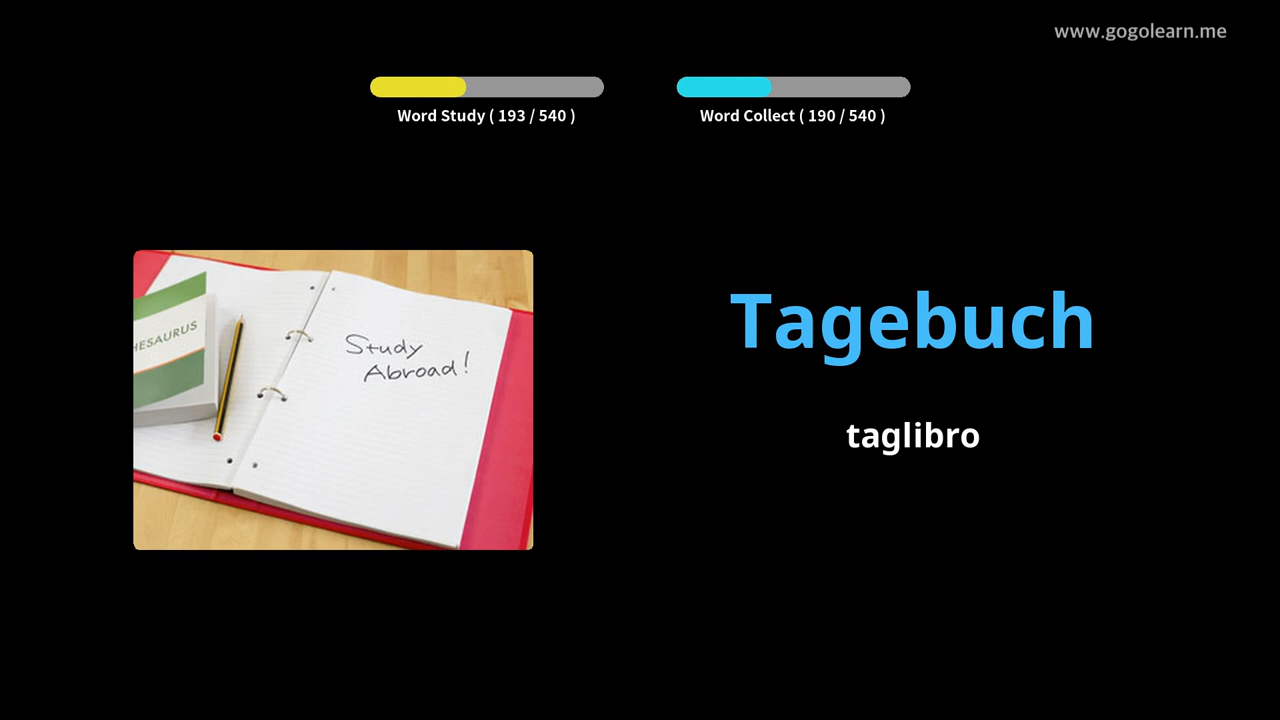 www.gogolearn.me
Word Study ( 193 / 540 )
Word Collect ( 190 / 540 )
HESAURUS
Study
Abroad!
Tagebuch
taglibro